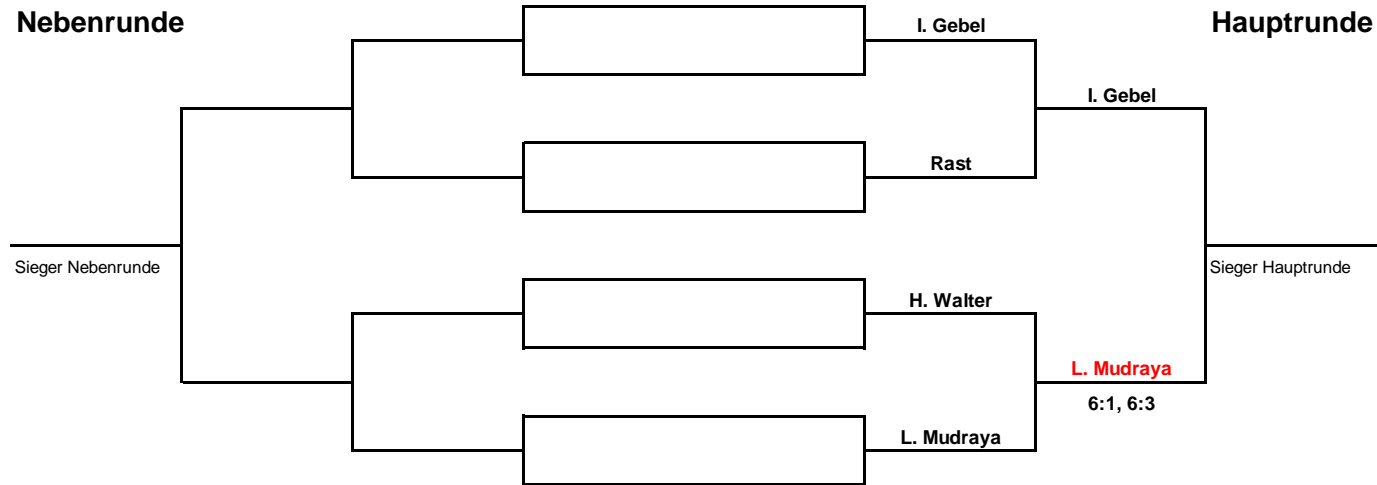 Nebenrunde
Hauptrunde
I. Gebel
I. Gebel
Rast
Sieger Nebenrunde
Sieger Hauptrunde
H. Walter
L. Mudraya
6:1, 6:3
L. Mudraya